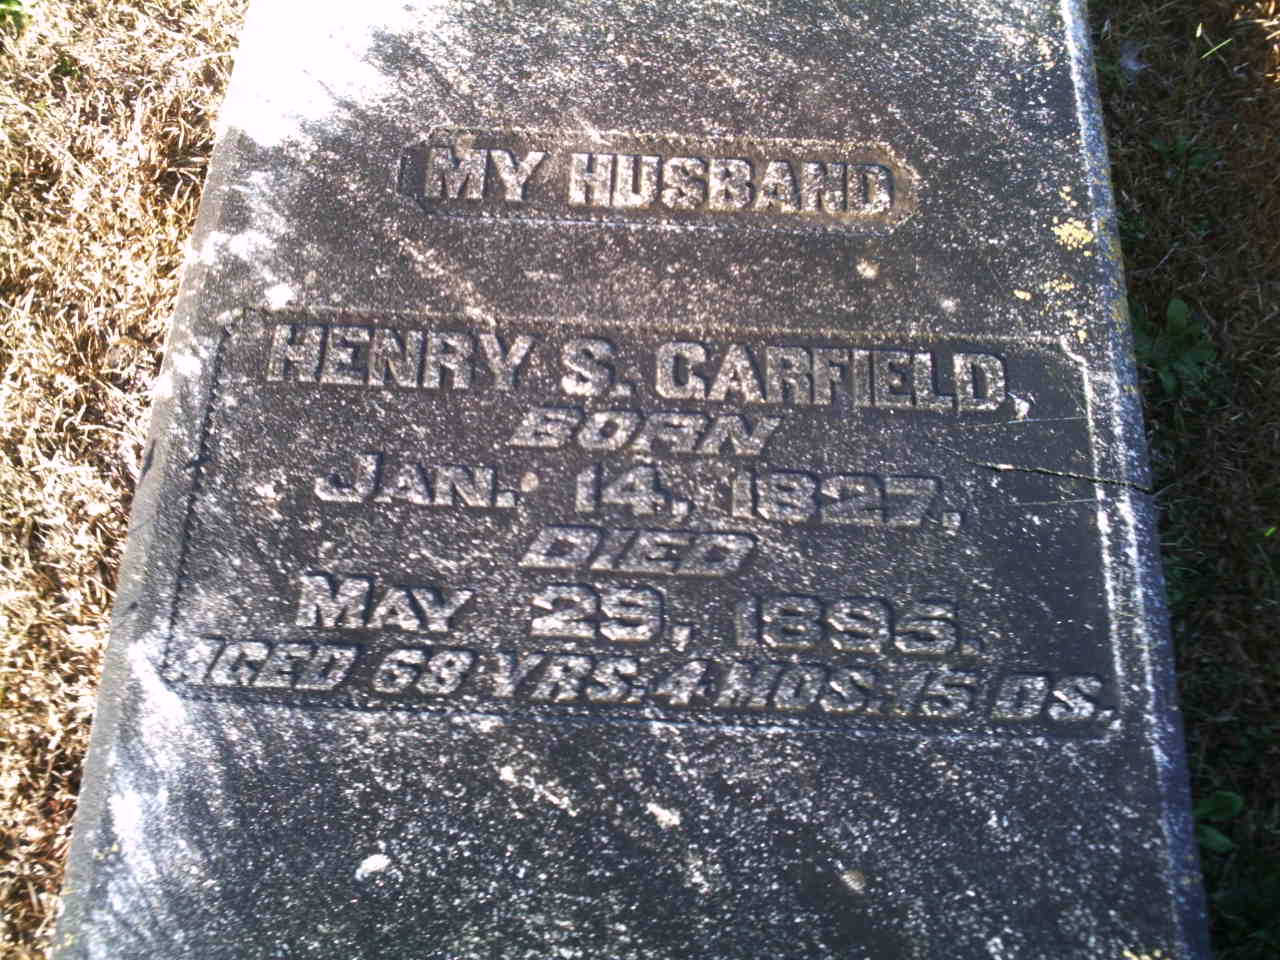 MY HUSBAND
HENRY S. CARFIELD,
BORN
JAN. 14, 1827.
DIED
MAY 29, 1895.
AGED 68 YRS. 4 MOS. 15 DS.